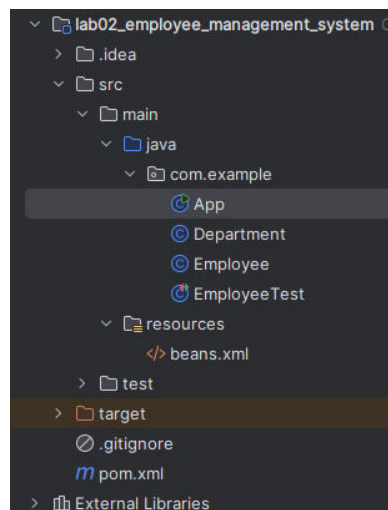 lab02_employee_management_system
.idea
src
main
java
com.example
App
Department
Employee
EmployeeTest
resources
</> beans.xml
test
target
.gitignore
m pom.xml
External Libraries